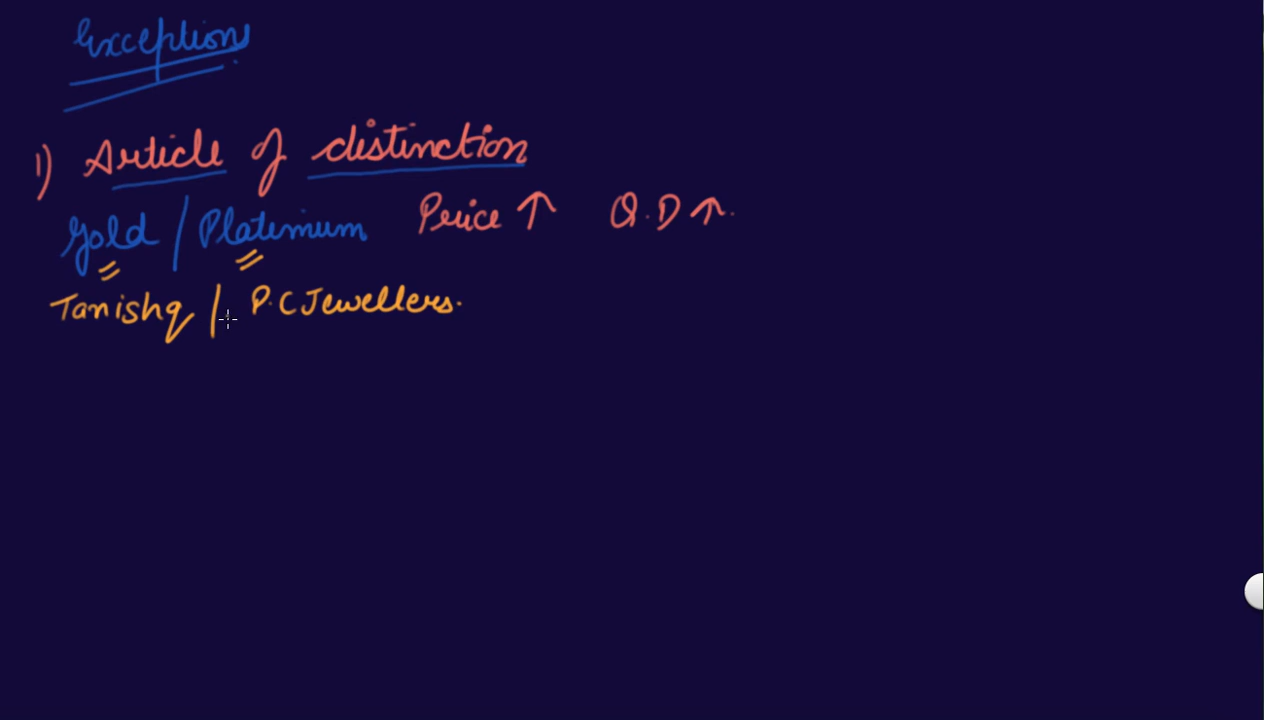 Exception
1) Article of distinction
Gold / Platinum Price ↑ Q.D ↑.
Tanishq / P.C Jewellers.